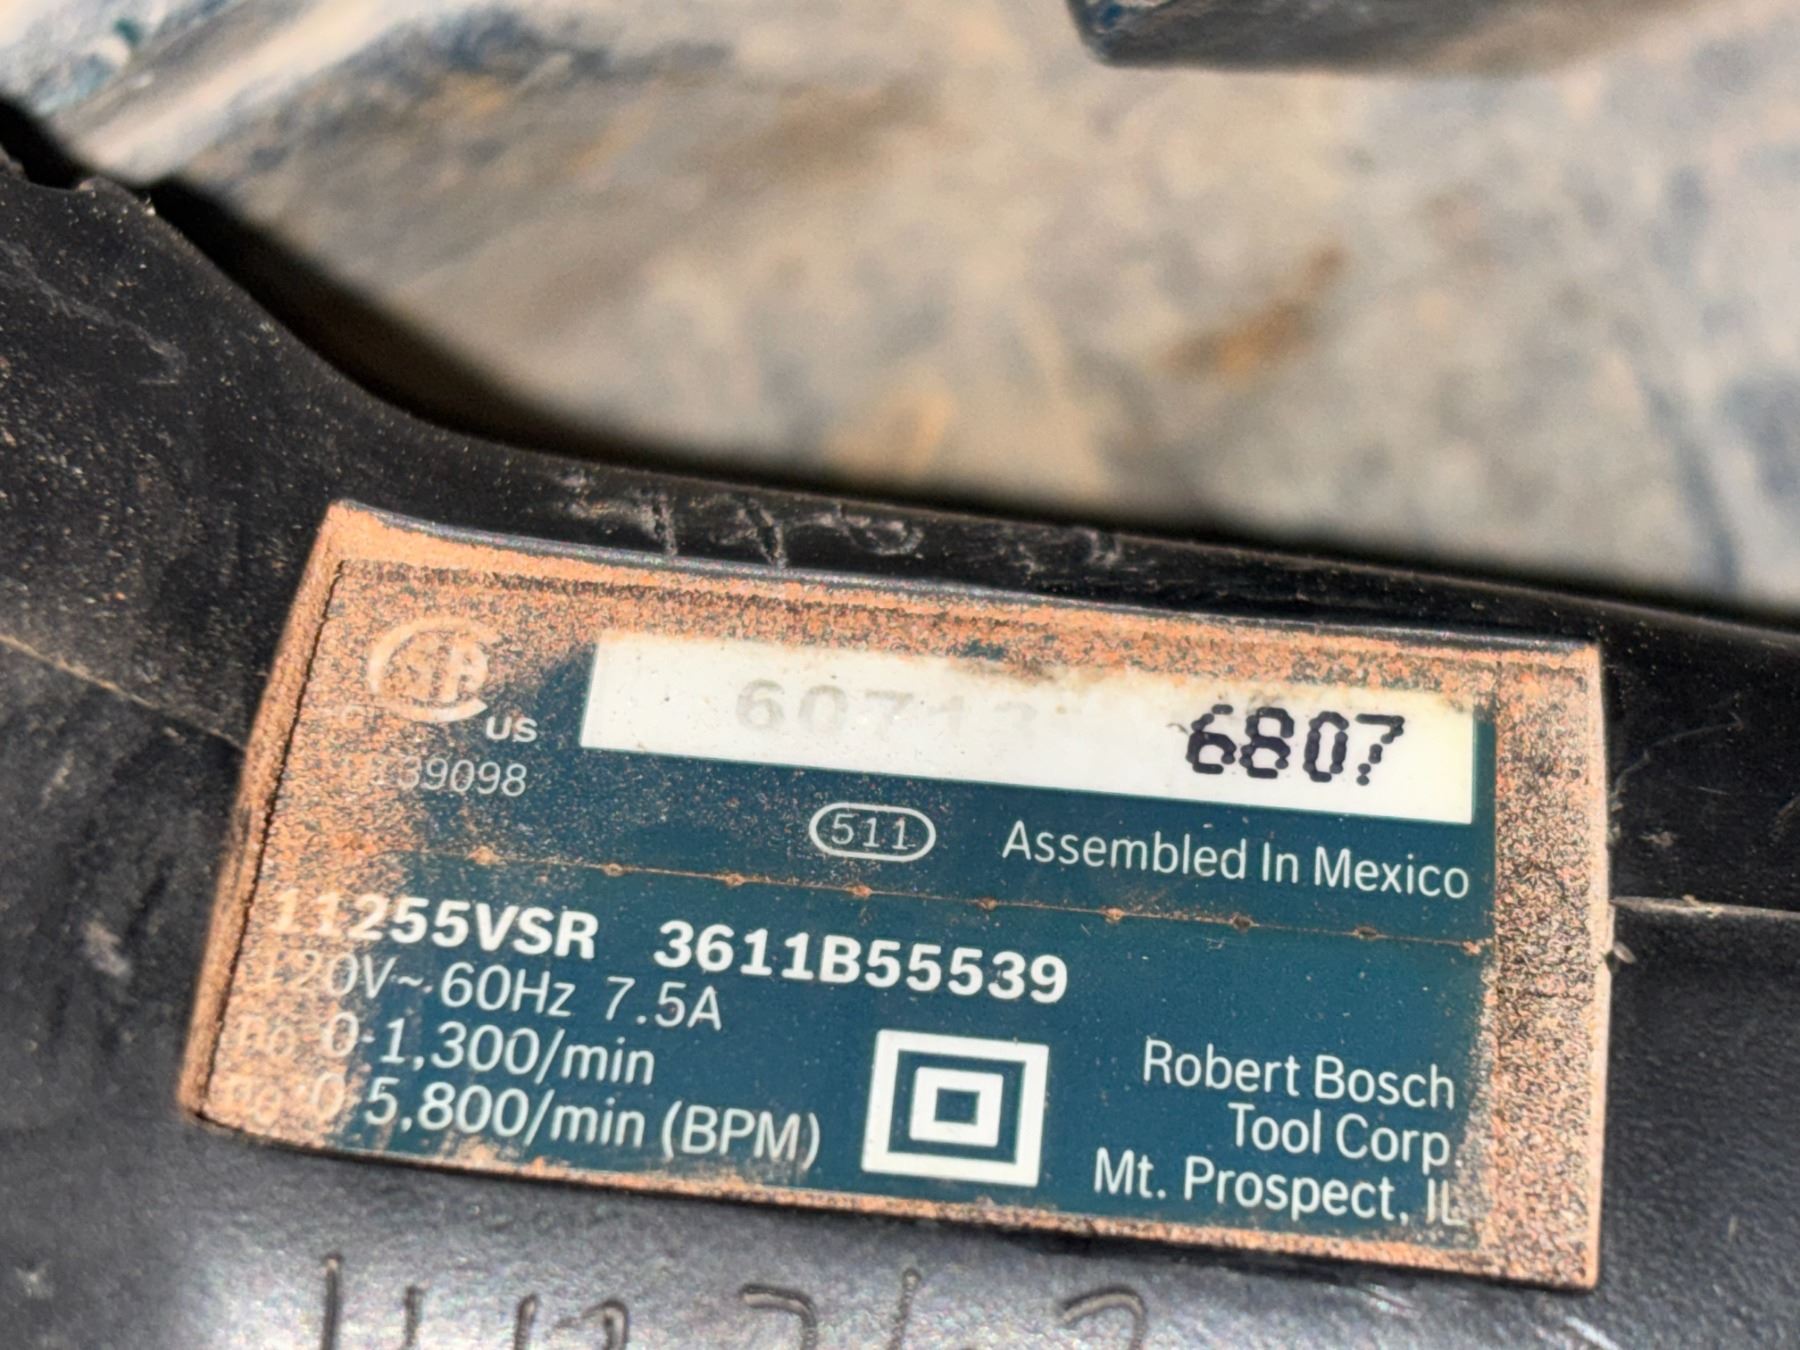 US
39098
6807
511 Assembled In Mexico
11255VSR 3611B55539
120V~ 60Hz 7.5A
0-1,300/min
0-5,800/min (BPM)
Robert Bosch
Tool Corp.
Mt. Prospect, IL